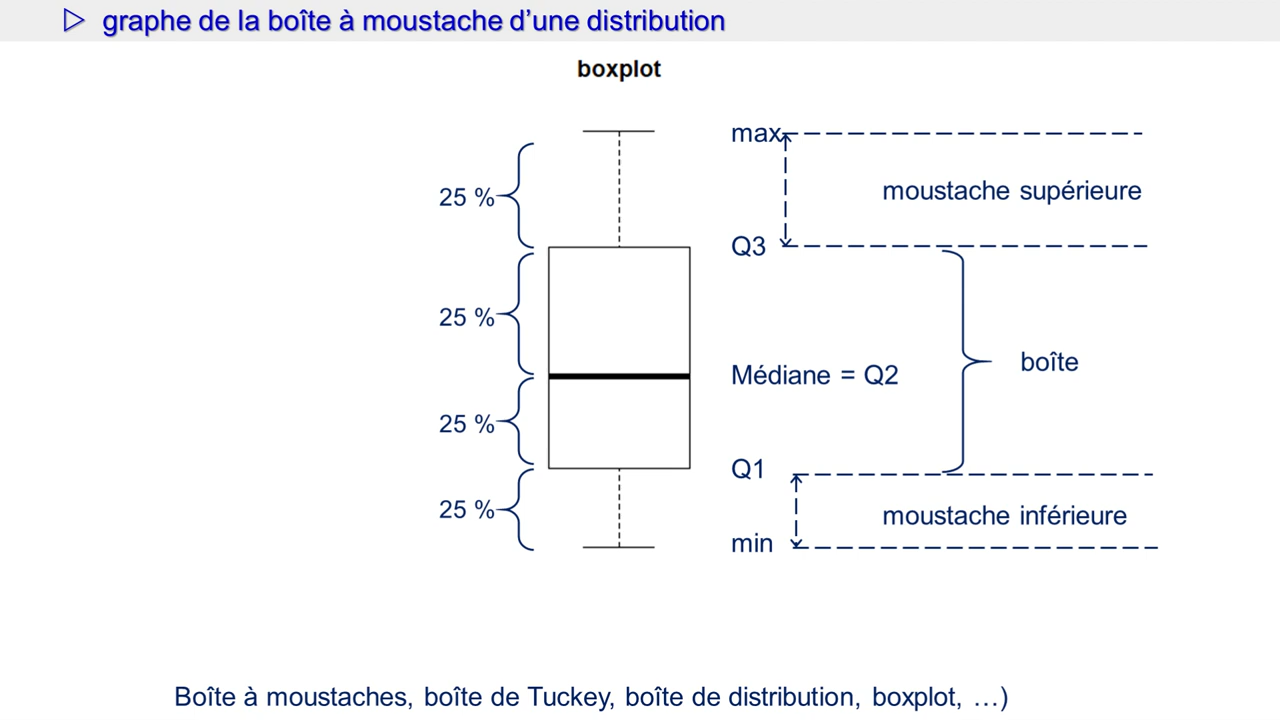 graphe de la boîte à moustache d’une distribution
boxplot
max
25 %
moustache supérieure
Q3
25 %
boîte
Médiane = Q2
25 %
Q1
25 %
moustache inférieure
min
Boîte à moustaches, boîte de Tuckey, boîte de distribution, boxplot, …)